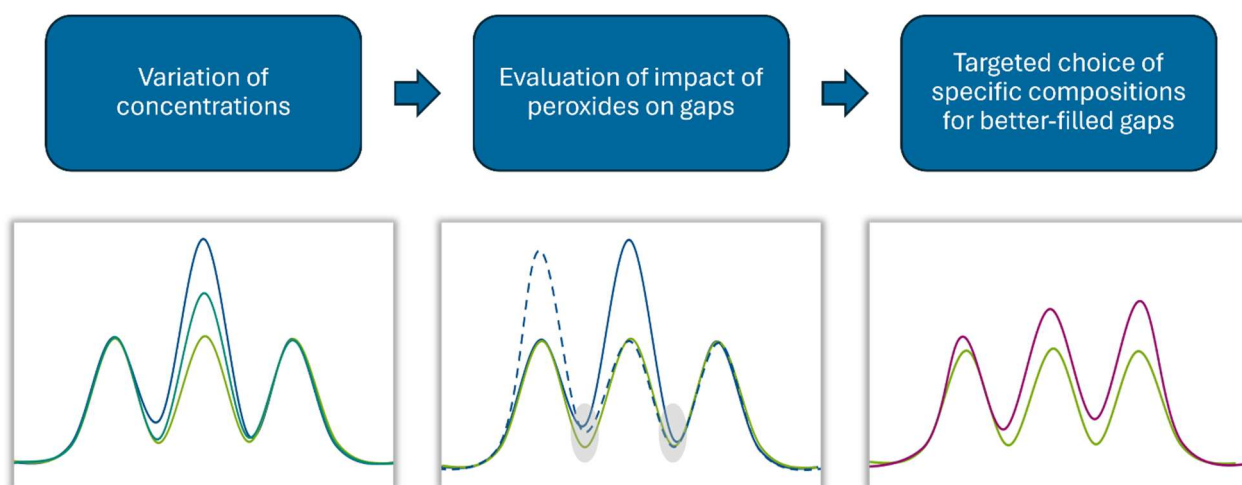 Variation of
concentrations
Evaluation of impact of
peroxides on gaps
Targeted choice of
specific compositions
for better-filled gaps